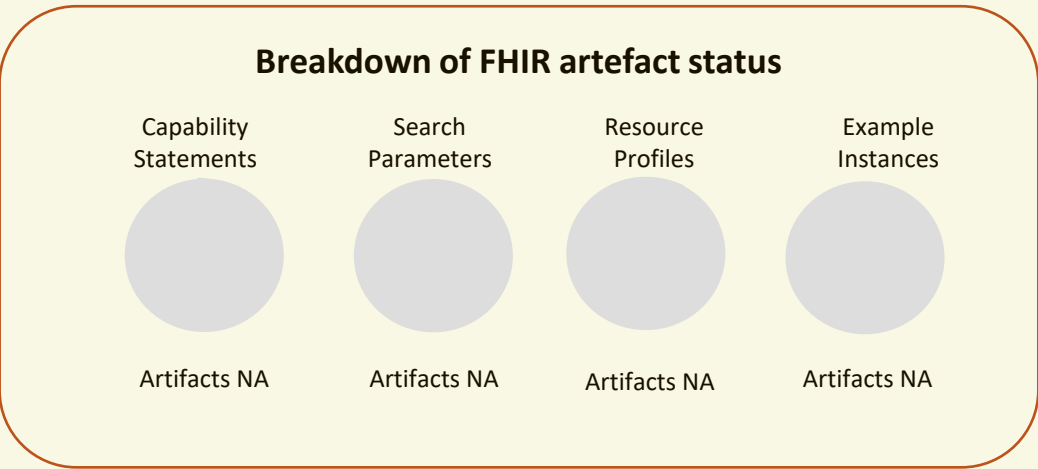 Breakdown of FHIR artefact status
Capability
Statements
Search
Parameters
Resource
Profiles
Example
Instances
Artifacts NA
Artifacts NA
Artifacts NA
Artifacts NA